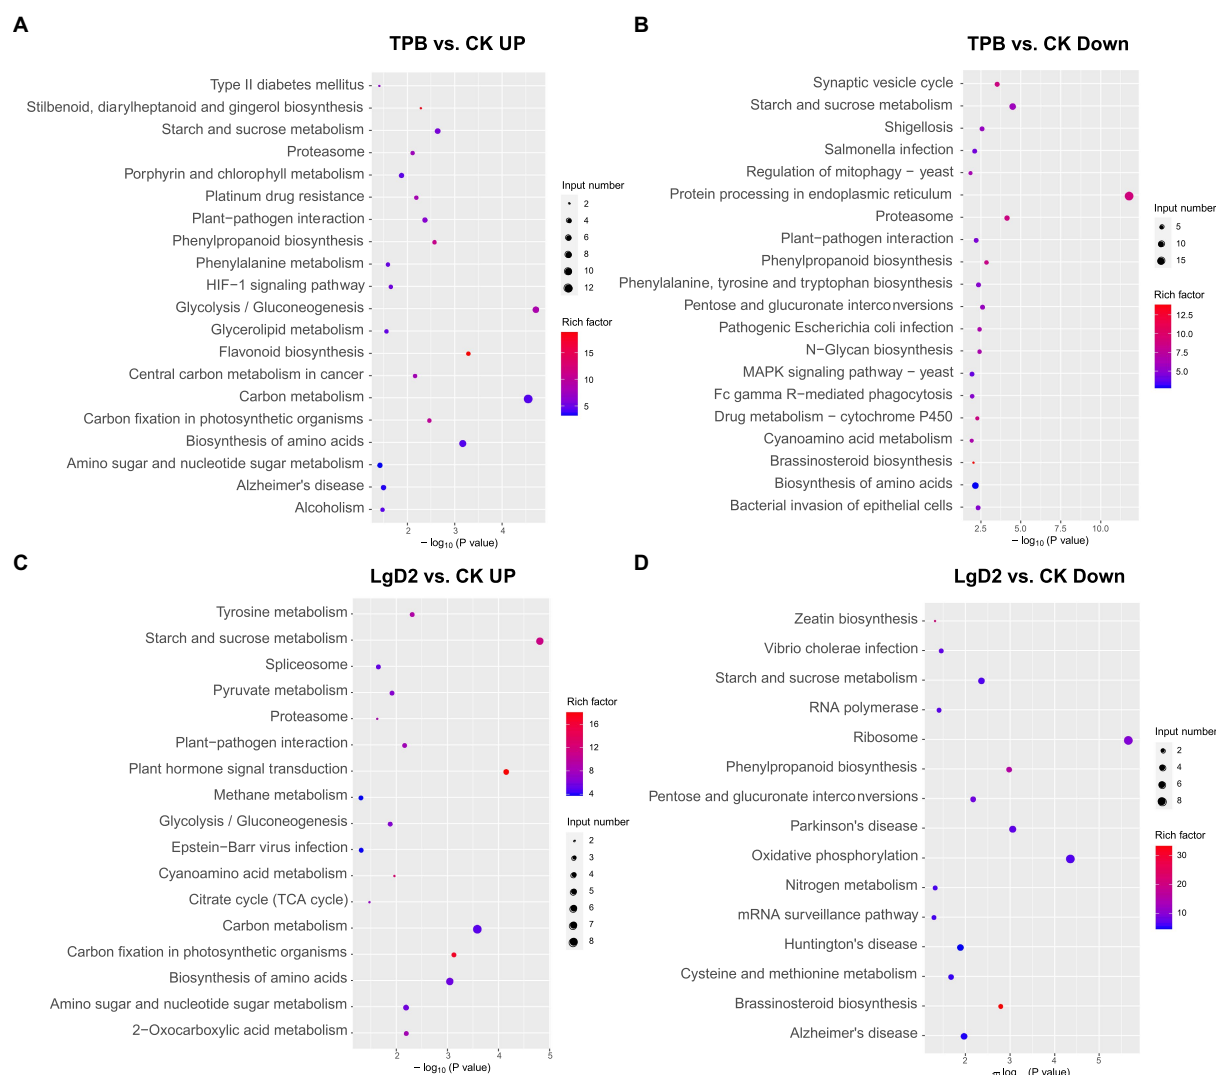 A
TPB vs. CK UP
Type II diabetes mellitus
Stilbenoid, diarylheptanoid and gingerol biosynthesis
Starch and sucrose metabolism
Proteasome
Porphyrin and chlorophyll metabolism
Platinum drug resistance
Plant−pathogen interaction
Phenylpropanoid biosynthesis
Phenylalanine metabolism
HIF−1 signaling pathway
Glycolysis / Gluconeogenesis
Glycerolipid metabolism
Flavonoid biosynthesis
Central carbon metabolism in cancer
Carbon metabolism
Carbon fixation in photosynthetic organisms
Biosynthesis of amino acids
Amino sugar and nucleotide sugar metabolism
Alzheimer's disease
Alcoholism
2 3 4
− log10 (P value)
Input number
2
4
6
8
10
12
Rich factor
15
10
5
B
TPB vs. CK Down
Synaptic vesicle cycle
Starch and sucrose metabolism
Shigellosis
Salmonella infection
Regulation of mitophagy − yeast
Protein processing in endoplasmic reticulum
Proteasome
Plant−pathogen interaction
Phenylpropanoid biosynthesis
Phenylalanine, tyrosine and tryptophan biosynthesis
Pentose and glucuronate interconversions
Pathogenic Escherichia coli infection
N−Glycan biosynthesis
MAPK signaling pathway − yeast
Fc gamma R−mediated phagocytosis
Drug metabolism − cytochrome P450
Cyanoamino acid metabolism
Brassinosteroid biosynthesis
Biosynthesis of amino acids
Bacterial invasion of epithelial cells
2.5 5.0 7.5 10.0
− log10 (P value)
Input number
5
10
15
Rich factor
12.5
10.0
7.5
5.0
C
LgD2 vs. CK UP
Tyrosine metabolism
Starch and sucrose metabolism
Spliceosome
Pyruvate metabolism
Proteasome
Plant−pathogen interaction
Plant hormone signal transduction
Methane metabolism
Glycolysis / Gluconeogenesis
Epstein−Barr virus infection
Cyanoamino acid metabolism
Citrate cycle (TCA cycle)
Carbon metabolism
Carbon fixation in photosynthetic organisms
Biosynthesis of amino acids
Amino sugar and nucleotide sugar metabolism
2−Oxocarboxylic acid metabolism
2 3 4 5
− log10 (P value)
Rich factor
16
12
8
4
Input number
2
3
4
5
6
7
8
D
LgD2 vs. CK Down
Zeatin biosynthesis
Vibrio cholerae infection
Starch and sucrose metabolism
RNA polymerase
Ribosome
Phenylpropanoid biosynthesis
Pentose and glucuronate interconversions
Parkinson's disease
Oxidative phosphorylation
Nitrogen metabolism
mRNA surveillance pathway
Huntington's disease
Cysteine and methionine metabolism
Brassinosteroid biosynthesis
Alzheimer's disease
2 3 4 5
log (P value)
Input number
2
4
6
8
Rich factor
30
20
10